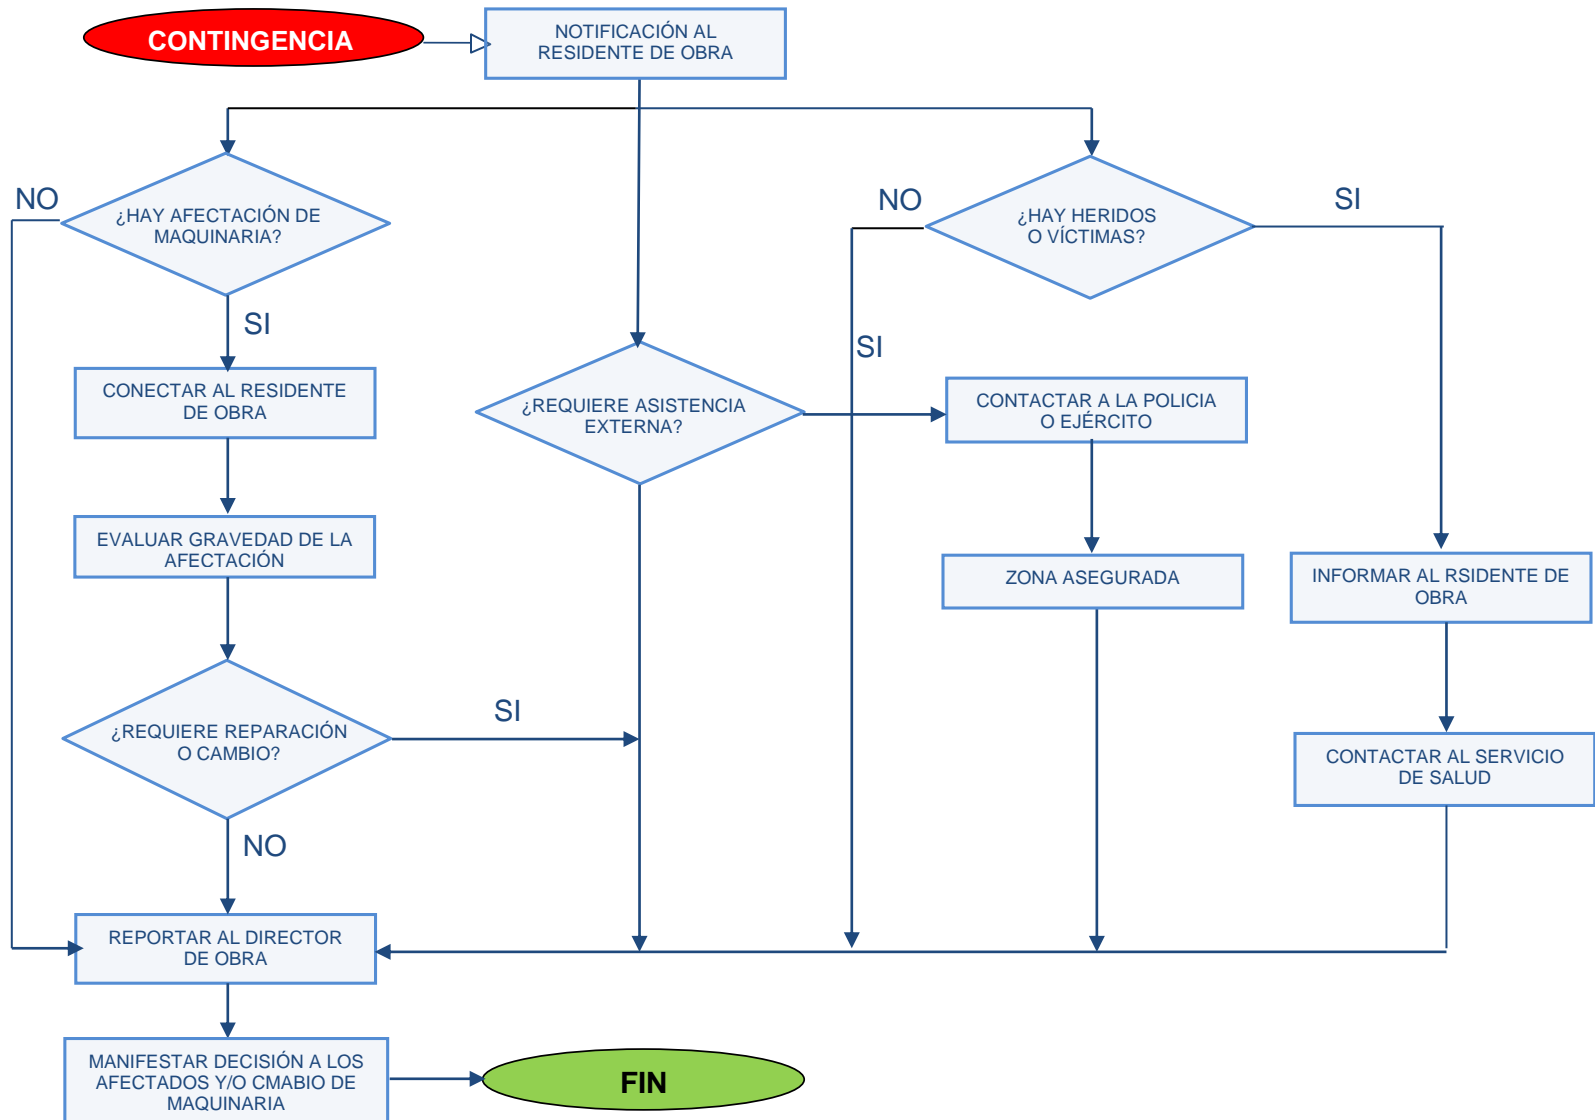 CONTINGENCIA
NOTIFICACIÓN AL
RESIDENTE DE OBRA
NO
¿HAY AFECTACIÓN DE
MAQUINARIA?
NO
¿HAY HERIDOS
O VÍCTIMAS?
SI
SI
CONECTAR AL RESIDENTE
DE OBRA
¿REQUIERE ASISTENCIA
EXTERNA?
SI
CONTACTAR A LA POLICIA
O EJÉRCITO
EVALUAR GRAVEDAD DE LA
AFECTACIÓN
ZONA ASEGURADA
INFORMAR AL RSIDENTE DE
OBRA
¿REQUIERE REPARACIÓN
O CAMBIO?
SI
CONTACTAR AL SERVICIO
DE SALUD
NO
REPORTAR AL DIRECTOR
DE OBRA
MANIFESTAR DECISIÓN A LOS
AFECTADOS Y/O CMABIO DE
MAQUINARIA
FIN